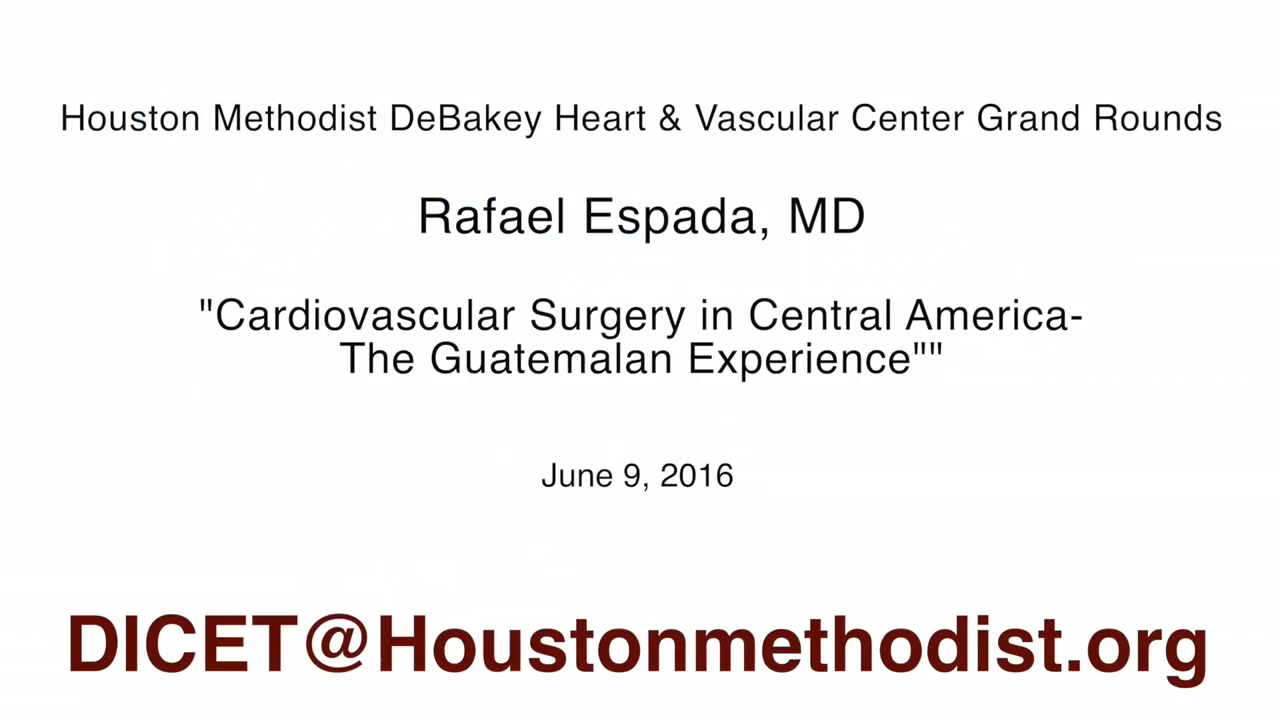 Houston Methodist DeBakey Heart & Vascular Center Grand Rounds
Rafael Espada, MD
"Cardiovascular Surgery in Central America-
The Guatemalan Experience""
June 9, 2016
DICET@Houstonmethodist.org